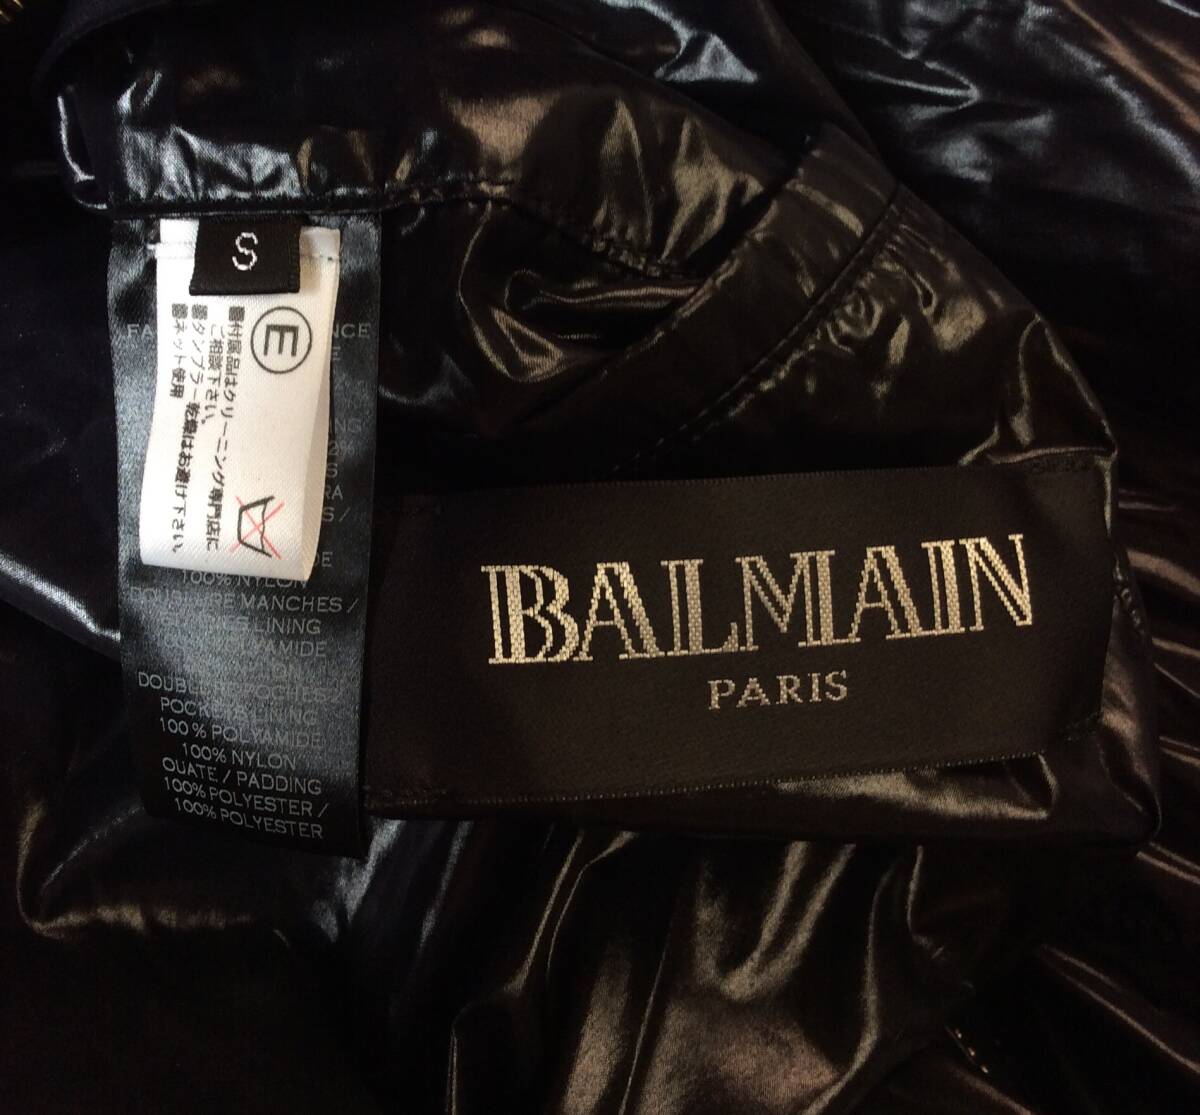 S
E
■付属品はクリーニング専門店に
ご相談下さい。
■タンブラー乾燥はお避け下さい。
■ネット使用
NCE
100% NYLON
DOUBLURE MANCHES /
LINING
POLYAMIDE
POCHES
POCKETS LINING
100% POLYAMIDE
100% NYLON
OUATE / PADDING
100% POLYESTER /
100% POLYESTER
BALMAIN
PARIS